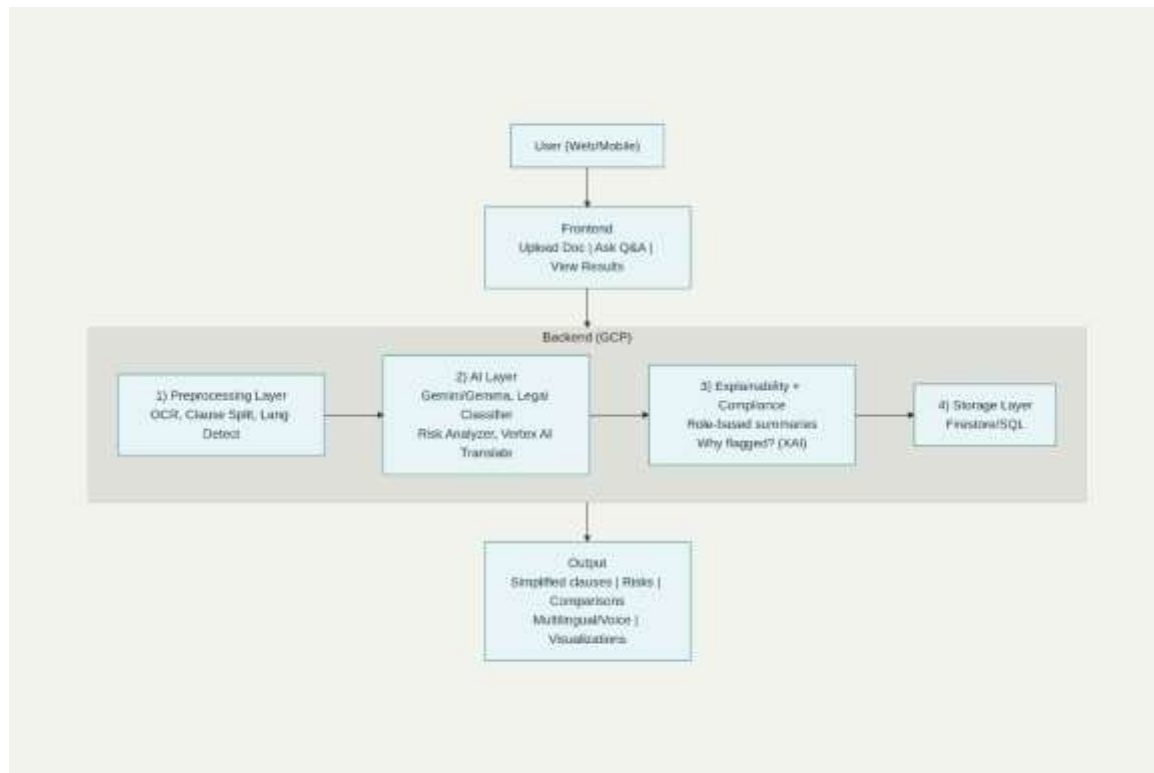 User (Web/Mobile)
Frontend
Upload Doc | Ask Q&A |
View Results
Backend (GCP)
1) Preprocessing Layer
OCR, Clause Split, Lang
Detect
2) AI Layer
Gemini/Gemma, Legal
Classifier
Risk Analyzer, Vertex AI
Translate
3) Explainability +
Compliance
Role-based summaries
Why flagged? (XAI)
4) Storage Layer
Firestore/SQL
Output
Simplified clauses | Risks |
Comparisons
Multilingual/Voice |
Visualizations